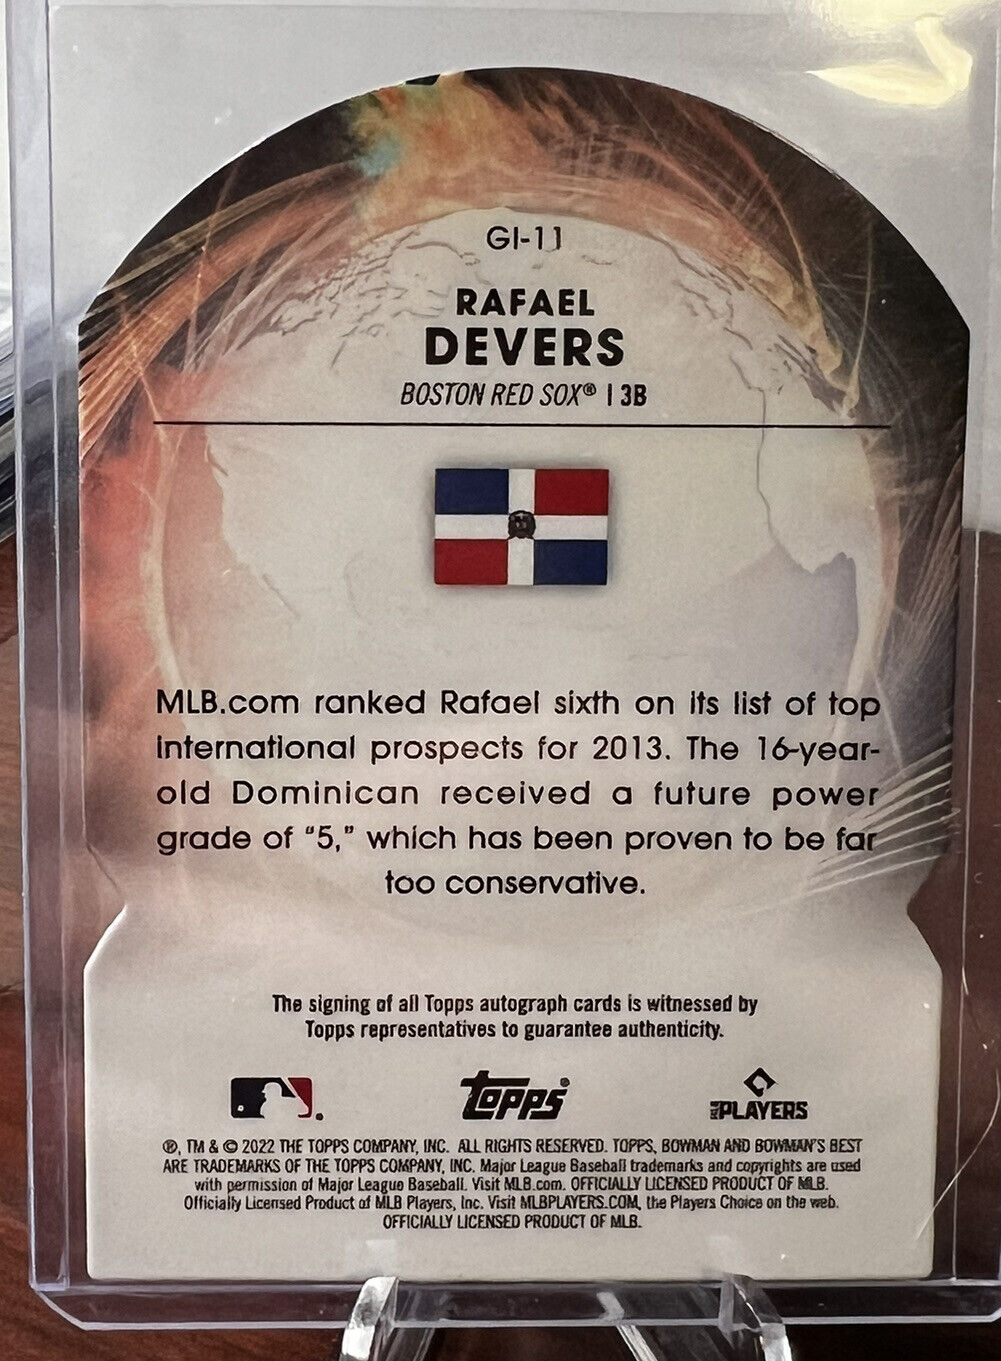 GI-11
RAFAEL
DEVERS
BOSTON RED SOX® | 3B
MLB.com ranked Rafael sixth on its list of top
international prospects for 2013. The 16-year-
old Dominican received a future power
grade of “5,” which has been proven to be far
too conservative.
The signing of all Topps autograph cards is witnessed by
Topps representatives to guarantee authenticity.
Topps® MLB PLAYERS
®, TM & © 2022 THE TOPPS COMPANY, INC. ALL RIGHTS RESERVED. TOPPS, BOWMAN AND BOWMAN'S BEST
ARE TRADEMARKS OF THE TOPPS COMPANY, INC. Major League Baseball trademarks and copyrights are used
with permission of Major League Baseball. Visit MLB.com. OFFICIALLY LICENSED PRODUCT OF MLB.
Officially Licensed Product of MLB Players, Inc. Visit MLBPLAYERS.COM, the Players Choice on the web.
OFFICIALLY LICENSED PRODUCT OF MLB.